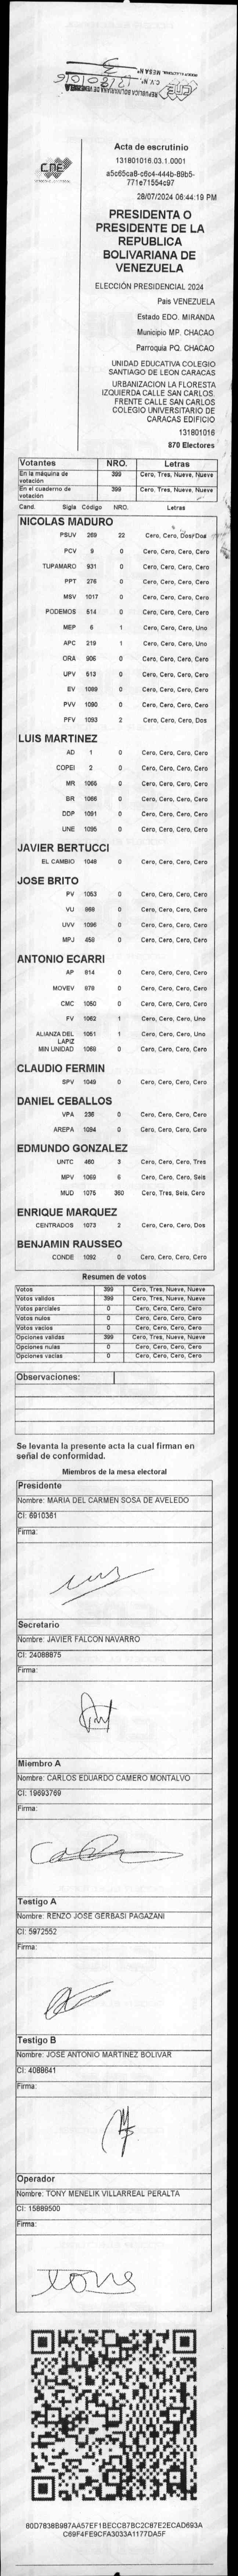 MESA N°
C.V. N°
REPÚBLICA BOLIVARIANA DE VENEZUELA
CNE
CNE
Acta de escrutinio
131801016.03.1.0001
a5c65ca8-c6c4-444b-89b5-
771e71554c97
28/07/2024 06:44:19 PM
PRESIDENTA O
PRESIDENTE DE LA
REPUBLICA
BOLIVARIANA DE
VENEZUELA
ELECCIÓN PRESIDENCIAL 2024
Pais VENEZUELA
Estado EDO. MIRANDA
Municipio MP. CHACAO
Parroquia PQ. CHACAO
UNIDAD EDUCATIVA COLEGIO
SANTIAGO DE LEON CARACAS
URBANIZACION LA FLORESTA
IZQUIERDA CALLE SAN CARLOS.
FRENTE CALLE SAN CARLOS
COLEGIO UNIVERSITARIO DE
CARACAS EDIFICIO
131801016
870 Electores
Votantes NRO. Letras
En la máquina de votación 399 Cero, Tres, Nueve, Nueve
En el cuaderno de votación 399 Cero, Tres, Nueve, Nueve
Cand. Sigla Código NRO. Letras
NICOLAS MADURO
PSUV 269 22 Cero, Cero, Dos, Dos
PCV 9 0 Cero, Cero, Cero, Cero
TUPAMARO 931 0 Cero, Cero, Cero, Cero
PPT 276 0 Cero, Cero, Cero, Cero
MSV 1017 0 Cero, Cero, Cero, Cero
PODEMOS 514 0 Cero, Cero, Cero, Cero
MEP 6 1 Cero, Cero, Cero, Uno
APC 219 1 Cero, Cero, Cero, Uno
ORA 906 0 Cero, Cero, Cero, Cero
UPV 513 0 Cero, Cero, Cero, Cero
EV 1089 0 Cero, Cero, Cero, Cero
PVV 1090 0 Cero, Cero, Cero, Cero
PFV 1093 2 Cero, Cero, Cero, Dos
LUIS MARTINEZ
AD 1 0 Cero, Cero, Cero, Cero
COPEI 2 0 Cero, Cero, Cero, Cero
MR 1065 0 Cero, Cero, Cero, Cero
BR 1066 0 Cero, Cero, Cero, Cero
DDP 1091 0 Cero, Cero, Cero, Cero
UNE 1095 0 Cero, Cero, Cero, Cero
JAVIER BERTUCCI
EL CAMBIO 1048 0 Cero, Cero, Cero, Cero
JOSE BRITO
PV 1053 0 Cero, Cero, Cero, Cero
VU 868 0 Cero, Cero, Cero, Cero
UVV 1096 0 Cero, Cero, Cero, Cero
MPJ 459 0 Cero, Cero, Cero, Cero
ANTONIO ECARRI
AP 814 0 Cero, Cero, Cero, Cero
MOVEV 878 0 Cero, Cero, Cero, Cero
CMC 1050 0 Cero, Cero, Cero, Cero
FV 1062 1 Cero, Cero, Cero, Uno
ALIANZA DEL LAPIZ 1051 1 Cero, Cero, Cero, Uno
MIN UNIDAD 1068 0 Cero, Cero, Cero, Cero
CLAUDIO FERMIN
SPV 1049 0 Cero, Cero, Cero, Cero
DANIEL CEBALLOS
VPA 236 0 Cero, Cero, Cero, Cero
AREPA 1094 0 Cero, Cero, Cero, Cero
EDMUNDO GONZALEZ
UNTC 460 3 Cero, Cero, Cero, Tres
MPV 1069 6 Cero, Cero, Cero, Seis
MUD 1075 360 Cero, Tres, Seis, Cero
ENRIQUE MARQUEZ
CENTRADOS 1073 2 Cero, Cero, Cero, Dos
BENJAMIN RAUSSEO
CONDE 1092 0 Cero, Cero, Cero, Cero
Resumen de votos
Votos 399 Cero, Tres, Nueve, Nueve
Votos validos 399 Cero, Tres, Nueve, Nueve
Votos parciales 0 Cero, Cero, Cero, Cero
Votos nulos 0 Cero, Cero, Cero, Cero
Votos vacios 0 Cero, Cero, Cero, Cero
Opciones validas 399 Cero, Tres, Nueve, Nueve
Opciones nulas 0 Cero, Cero, Cero, Cero
Opciones vacias 0 Cero, Cero, Cero, Cero
Observaciones:
Se levanta la presente acta la cual firman en
señal de conformidad.
Miembros de la mesa electoral
Presidente
Nombre: MARIA DEL CARMEN SOSA DE AVELEDO
CI: 6910361
Firma:
Secretario
Nombre: JAVIER FALCON NAVARRO
CI: 24088875
Firma:
Miembro A
Nombre: CARLOS EDUARDO CAMERO MONTALVO
CI: 19693769
Firma:
Testigo A
Nombre: RENZO JOSE GERBASI PAGAZANI
CI: 5972552
Firma:
Testigo B
Nombre: JOSE ANTONIO MARTINEZ BOLIVAR
CI: 4088641
Firma:
Operador
Nombre: TONY MENELIK VILLARREAL PERALTA
CI: 15889500
Firma:
80D7838B987AA57EF1BECCB7BC2C87E2ECAD693A
C69F4FE9CFA3033A1177DA5F